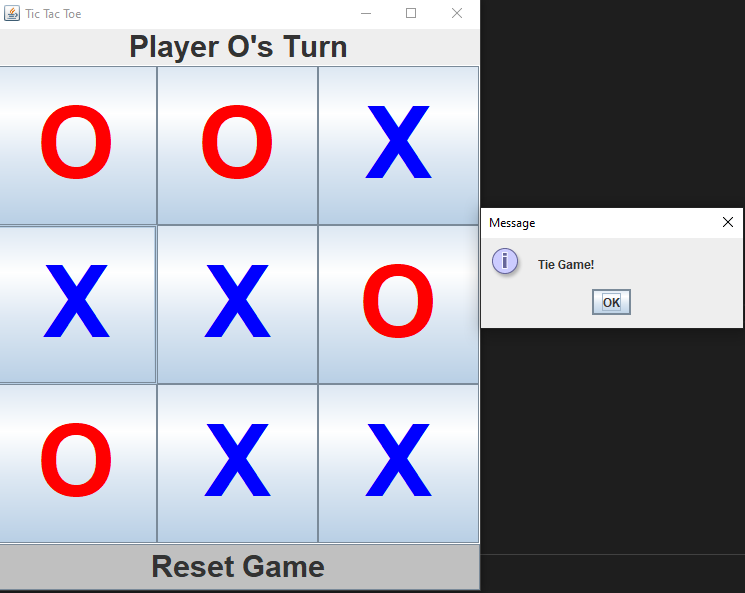 Tic Tac Toe
Player O's Turn
O O X
X X O
O X X
Reset Game
Message
Tie Game!
OK